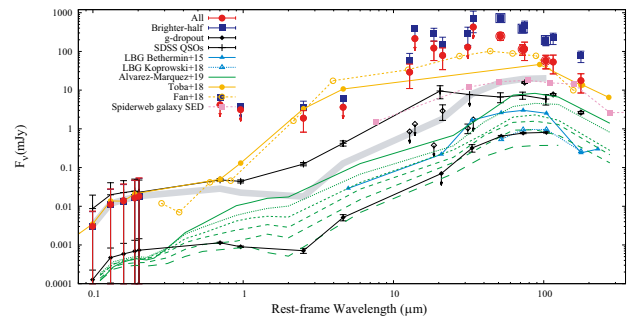 1000
100
10
1
0.1
0.01
0.001
0.0001
Fν(mJy)
All
Brighter-half
g-dropout
SDSS QSOs
LBG Bethermin+15
LBG Koprowski+18
Alvarez-Marquez+19
Toba+18
Fan+18
Spiderweb galaxy SED
0.1 1 10 100
Rest-frame Wavelength (μm)